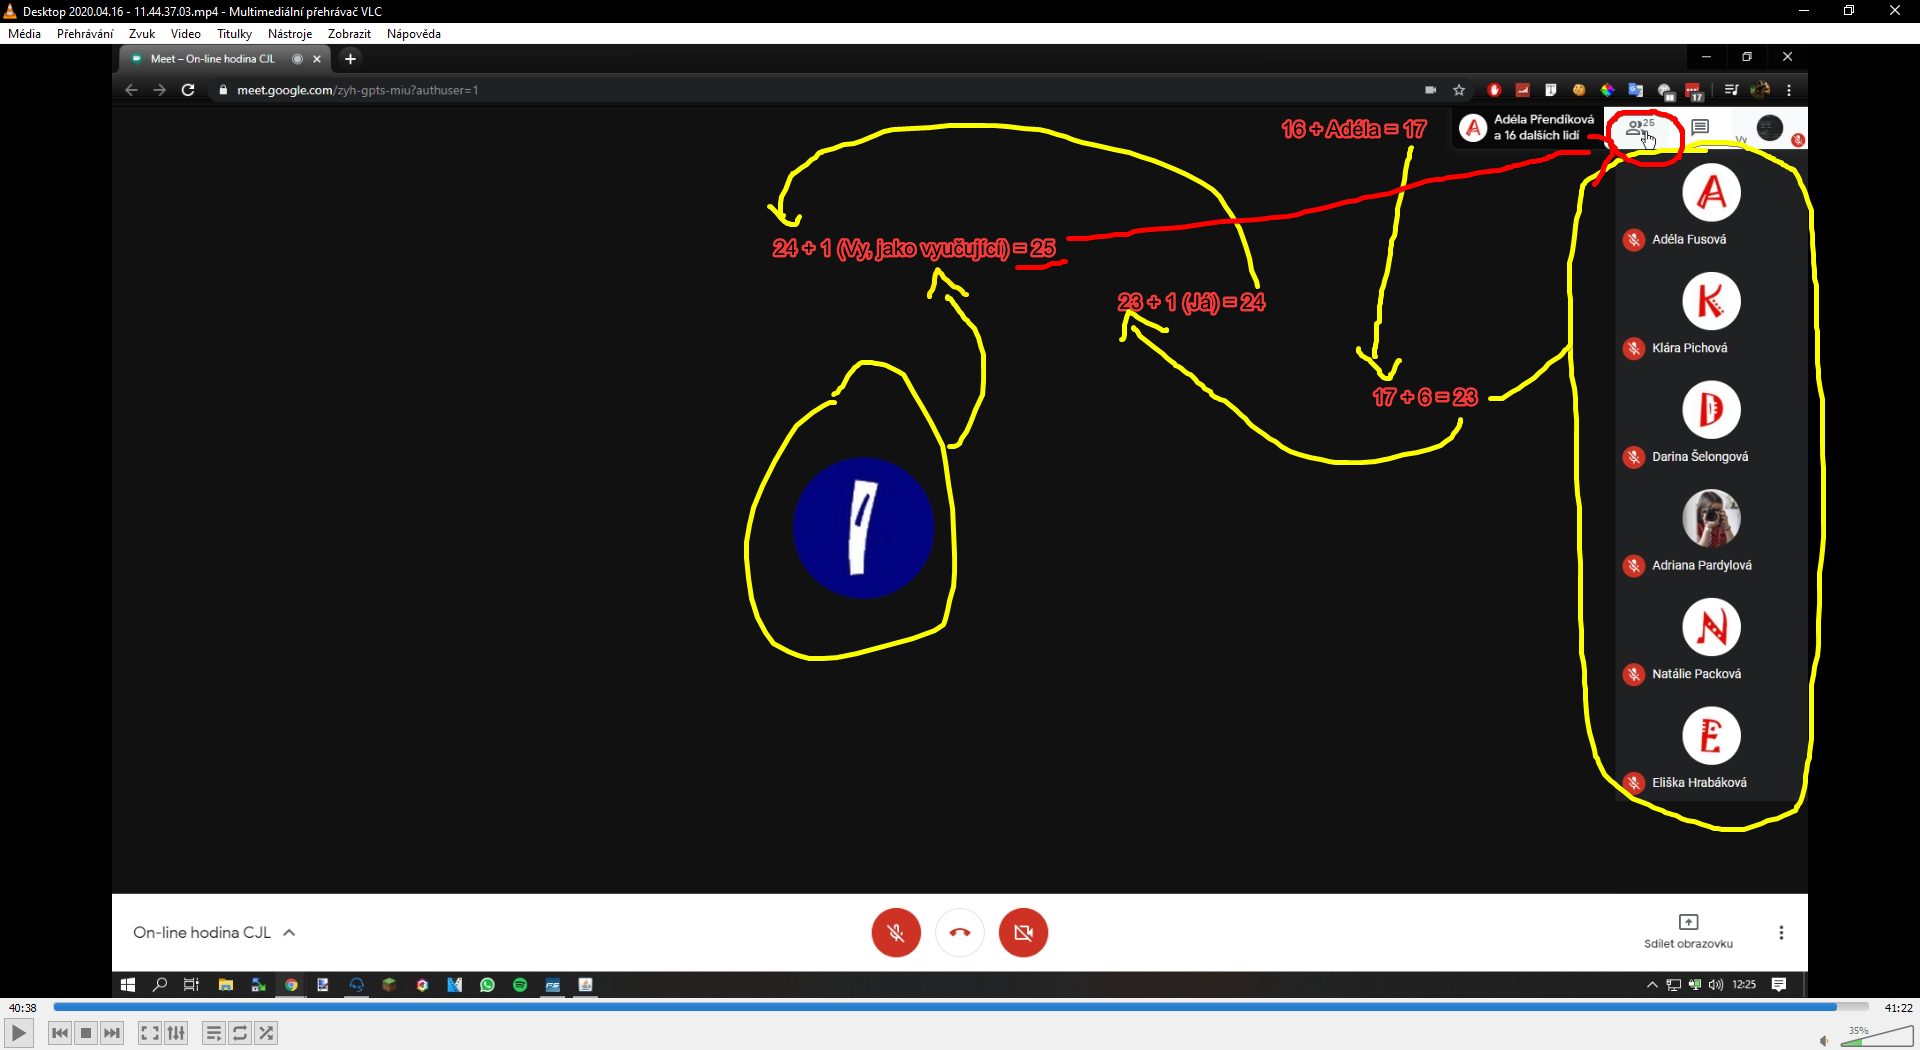 Desktop 2020.04.16 - 11.44.37.03.mp4 - Multimediální přehrávač VLC
Média Přehrávání Zvuk Video Titulky Nástroje Zobrazit Nápověda
Meet – On-line hodina CJL
meet.google.com/zyh-gpts-miu?authuser=1
17
16 + Adéla = 17
A
Adéla Přendíková
a 16 dalších lidí
25
Vy
A
Adéla Fusová
24 + 1 (Vy, jako vyučující) = 25
23 + 1 (Já) = 24
K
Klára Pichová
17 + 6 = 23
D
Darina Šelongová
Adriana Pardylová
N
Natálie Packová
E
Eliška Hrabáková
On-line hodina CJL
Sdílet obrazovku
12:25
40:38
41:22
35%